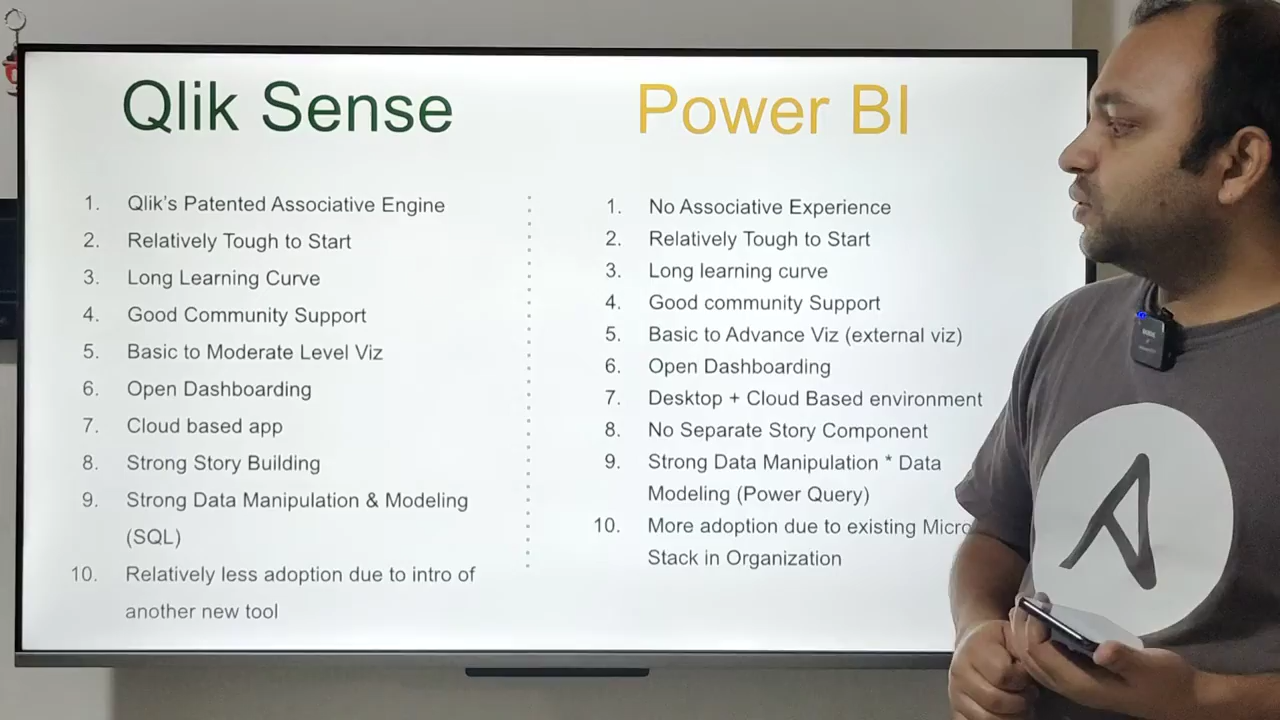 Qlik Sense
1. Qlik's Patented Associative Engine
2. Relatively Tough to Start
3. Long Learning Curve
4. Good Community Support
5. Basic to Moderate Level Viz
6. Open Dashboarding
7. Cloud based app
8. Strong Story Building
9. Strong Data Manipulation & Modeling
(SQL)
10. Relatively less adoption due to intro of
another new tool
Power BI
1. No Associative Experience
2. Relatively Tough to Start
3. Long learning curve
4. Good community Support
5. Basic to Advance Viz (external viz)
6. Open Dashboarding
7. Desktop + Cloud Based environment
8. No Separate Story Component
9. Strong Data Manipulation * Data
Modeling (Power Query)
10. More adoption due to existing Micro
Stack in Organization